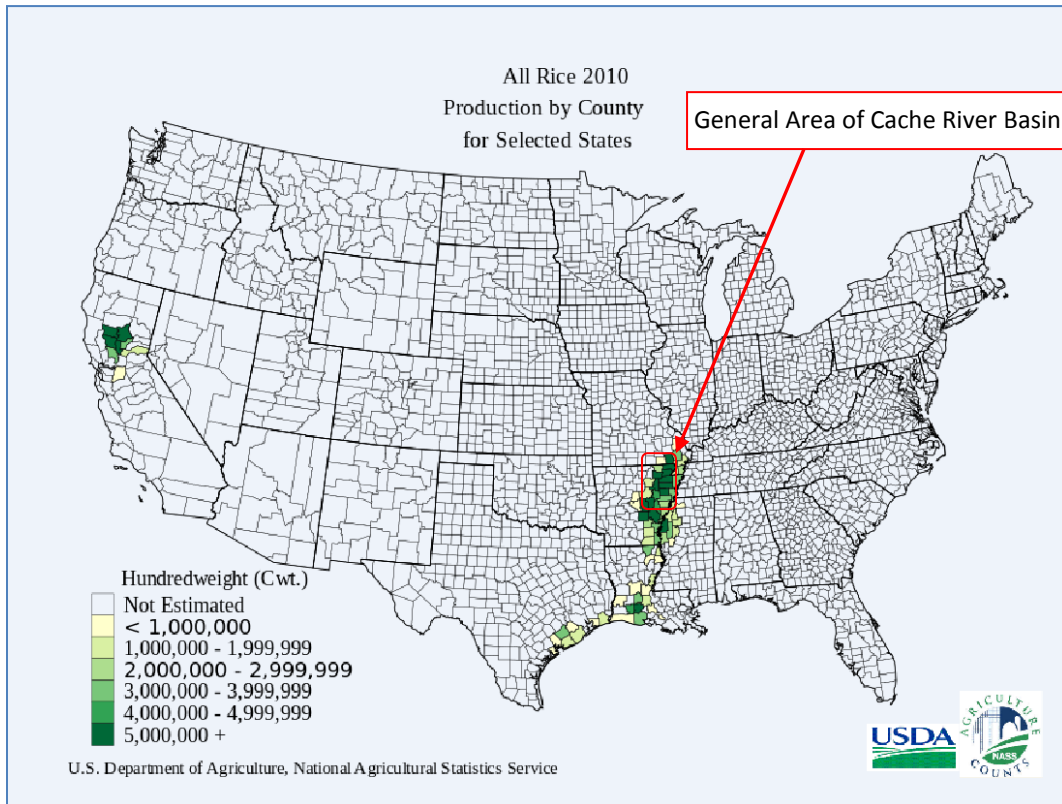 All Rice 2010
Production by County
for Selected States
General Area of Cache River Basin
Hundredweight (Cwt.)
Not Estimated
< 1,000,000
1,000,000 - 1,999,999
2,000,000 - 2,999,999
3,000,000 - 3,999,999
4,000,000 - 4,999,999
5,000,000 +
U.S. Department of Agriculture, National Agricultural Statistics Service
USDA
AGRICULTURE
NASS
COUNTS